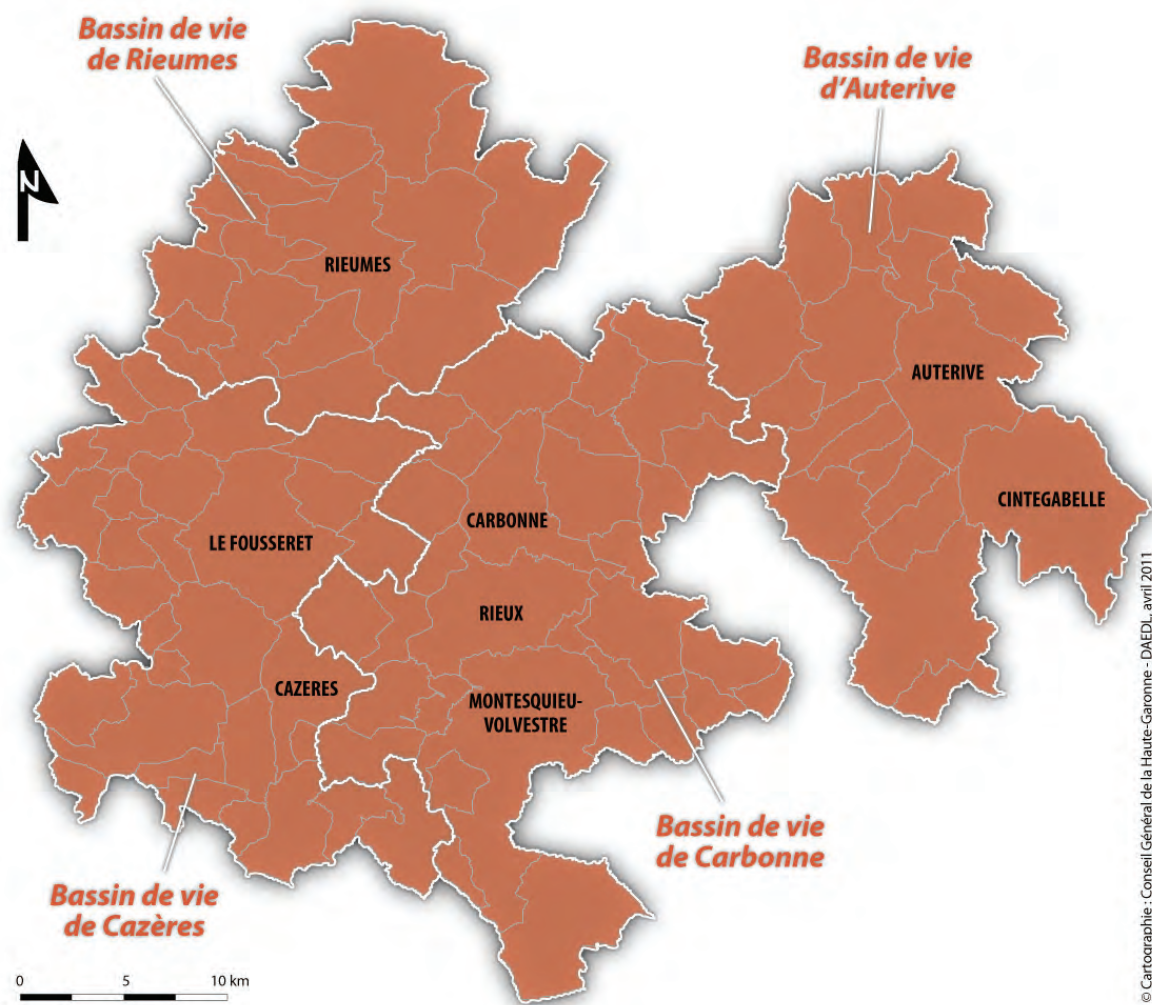 Bassin de vie
de Rieumes
Bassin de vie
d'Auterive
N
RIEUMES
AUTERIVE
CINTEGABELLE
CARBONNE
LE FOUSSERET
RIEUX
CAZERES
MONTESQUIEU-
VOLVESTRE
Bassin de vie
de Carbonne
Bassin de vie
de Cazères
0 5 10 km
© Cartographie : Conseil Général de la Haute-Garonne - DAEDL, avril 2011